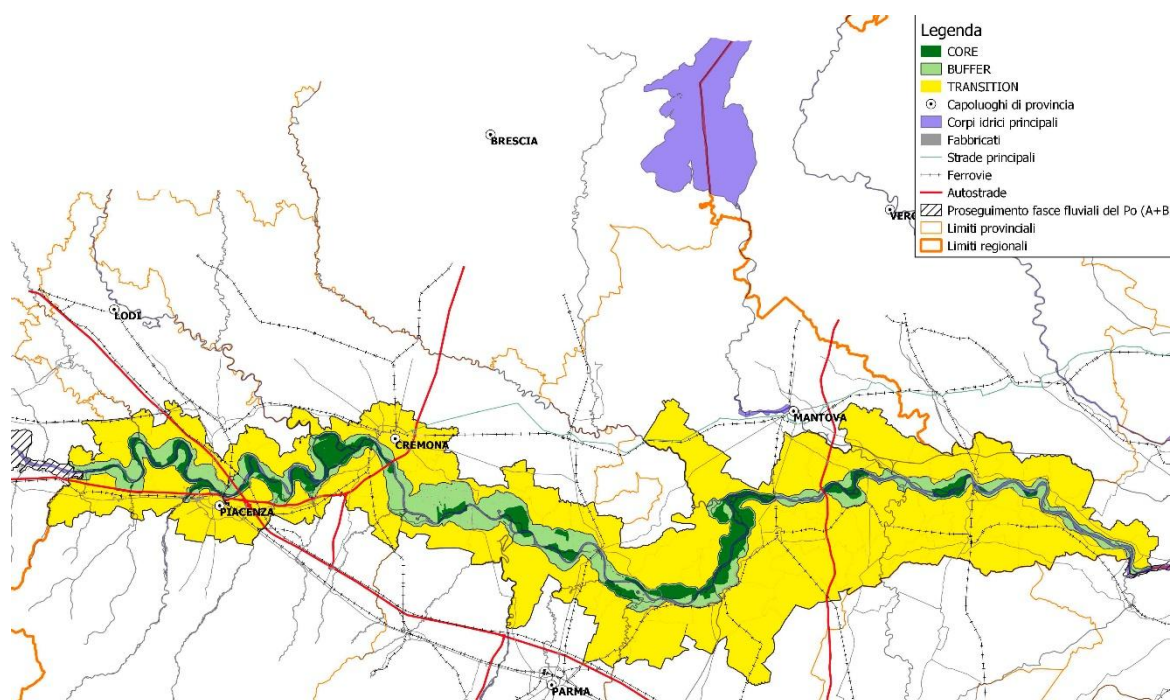 Legenda
CORE
BUFFER
TRANSITION
Capoluoghi di provincia
Corpi idrici principali
Fabbricati
Strade principali
Ferrovie
Autostrade
Proseguimento fasce fluviali del Po (A+B
Limiti provinciali
Limiti regionali
BRESCIA
VERO
LODI
MANTOVA
CREMONA
PIACENZA
PARMA